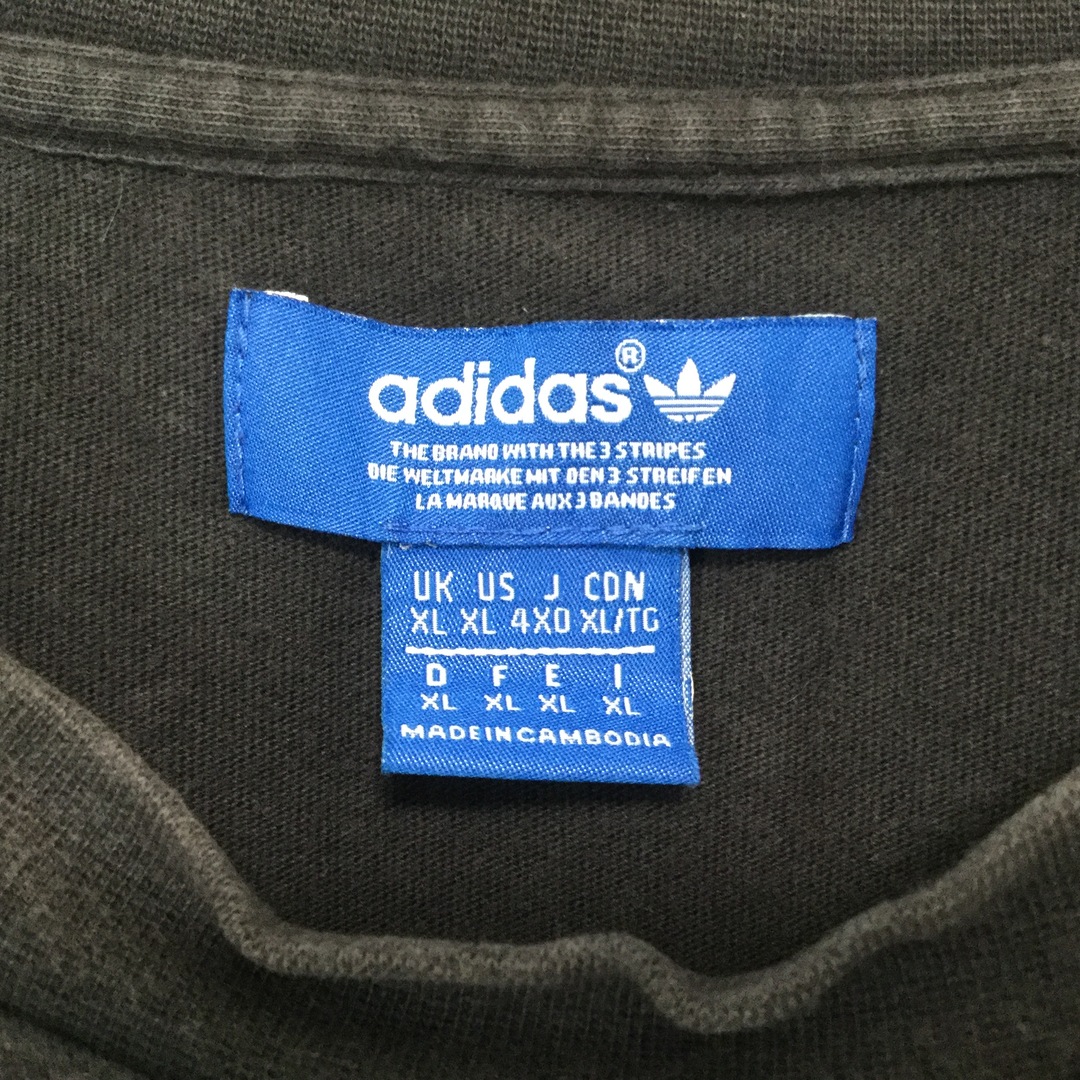 adidas®
THE BRAND WITH THE 3 STRIPES
DIE WELTMARKE MIT DEN 3 STREIFEN
LA MARQUE AUX 3 BANDES
UK US J CDN
XL XL 4XO XL/TG
D F E I
XL XL XL XL
MADE IN CAMBODIA